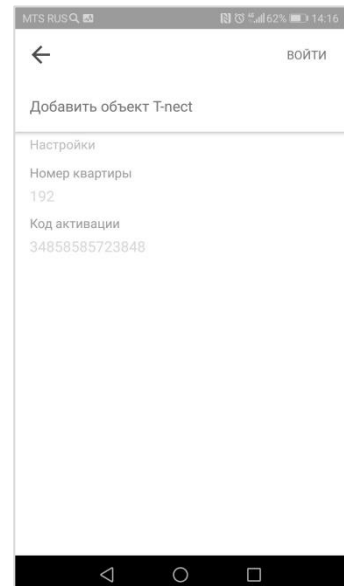 MTS RUS 62% 14:16
ВОЙТИ
Добавить объект T-nect
Настройки
Номер квартиры
192
Код активации
34858585723848